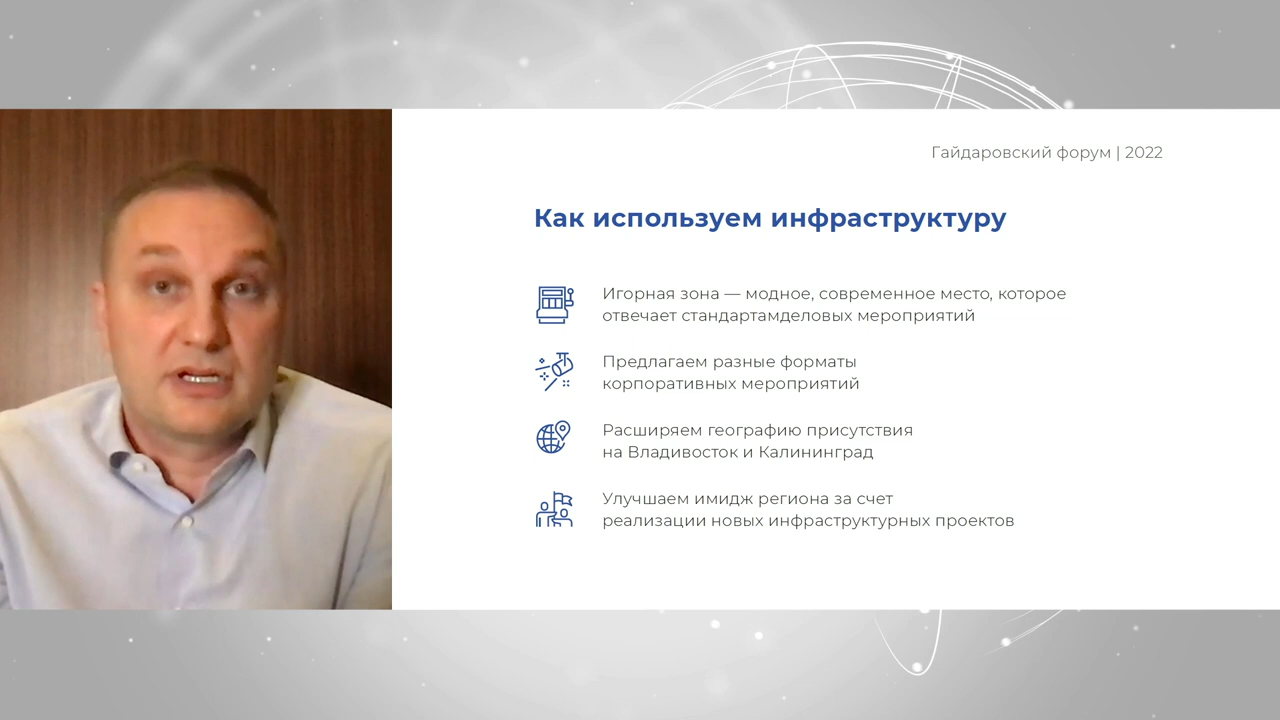 Гайдаровский форум | 2022
Как используем инфраструктуру
Игорная зона — модное, современное место, которое
отвечает стандартамделовых мероприятий
Предлагаем разные форматы
корпоративных мероприятий
Расширяем географию присутствия
на Владивосток и Калининград
Улучшаем имидж региона за счет
реализации новых инфраструктурных проектов